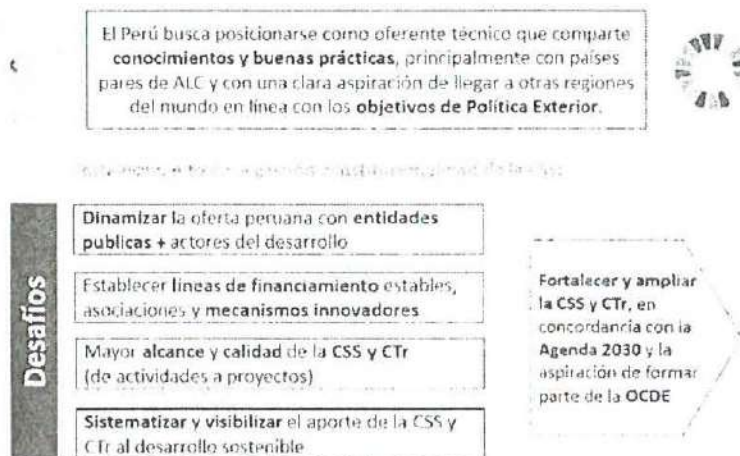 El Perú busca posicionarse como oferente técnico que comparte
conocimientos y buenas prácticas, principalmente con países
pares de ALC y con una clara aspiración de llegar a otras regiones
del mundo en línea con los objetivos de Política Exterior.
Desafíos
Dinamizar la oferta peruana con entidades
publicas + actores del desarrollo
Establecer líneas de financiamiento estables,
asociaciones y mecanismos innovadores
Mayor alcance y calidad de la CSS y CTr
(de actividades a proyectos)
Sistematizar y visibilizar el aporte de la CSS y
CTr al desarrollo sostenible
Fortalecer y ampliar
la CSS y CTr, en
concordancia con la
Agenda 2030 y la
aspiración de formar
parte de la OCDE